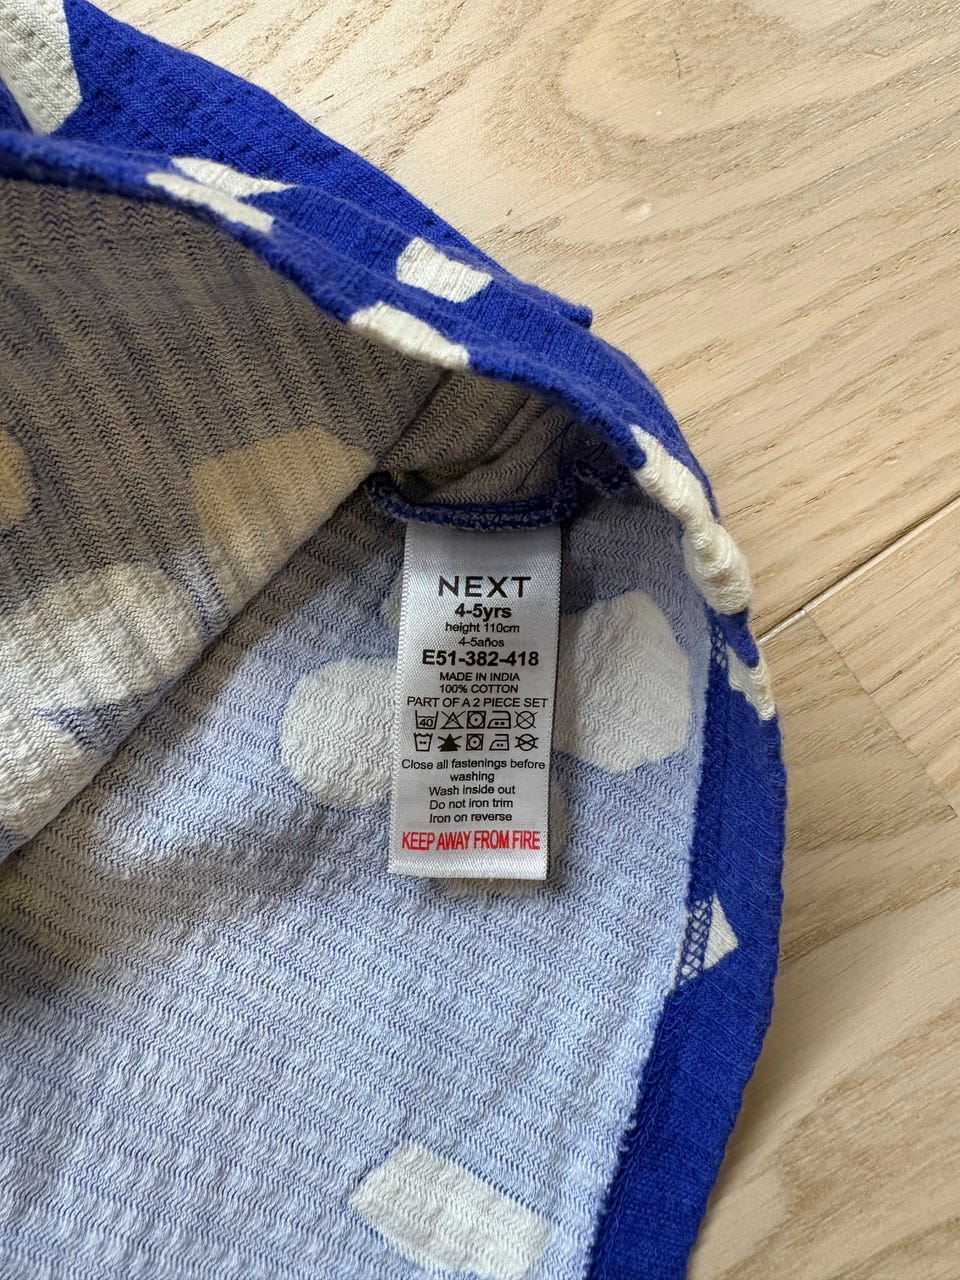 NEXT
4-5yrs
height 110cm
4-5años
E51-382-418
MADE IN INDIA
100% COTTON
PART OF A 2 PIECE SET
40
Close all fastenings before
washing
Wash inside out
Do not iron trim
Iron on reverse
KEEP AWAY FROM FIRE